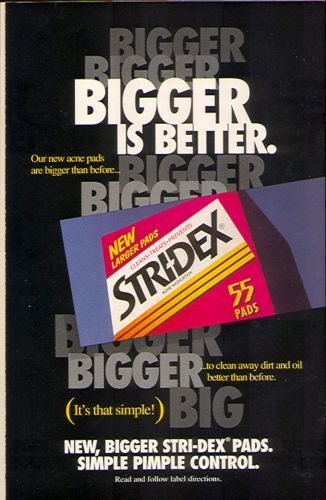 BIGGER
BIGGER
BIGGER
IS BETTER.
Our new acne pads
are bigger than before...
BIGGER
BIGGER
NEW
LARGER PADS
CLEANS•TREATS•PREVENTS
STRI-DEX®
ACNE MEDICATION
55
PADS
BIGGER
BIGGER
...to clean away dirt and oil
better than before.
(It's that simple!)
BIG
NEW, BIGGER STRI-DEX® PADS.
SIMPLE PIMPLE CONTROL.
Read and follow label directions.